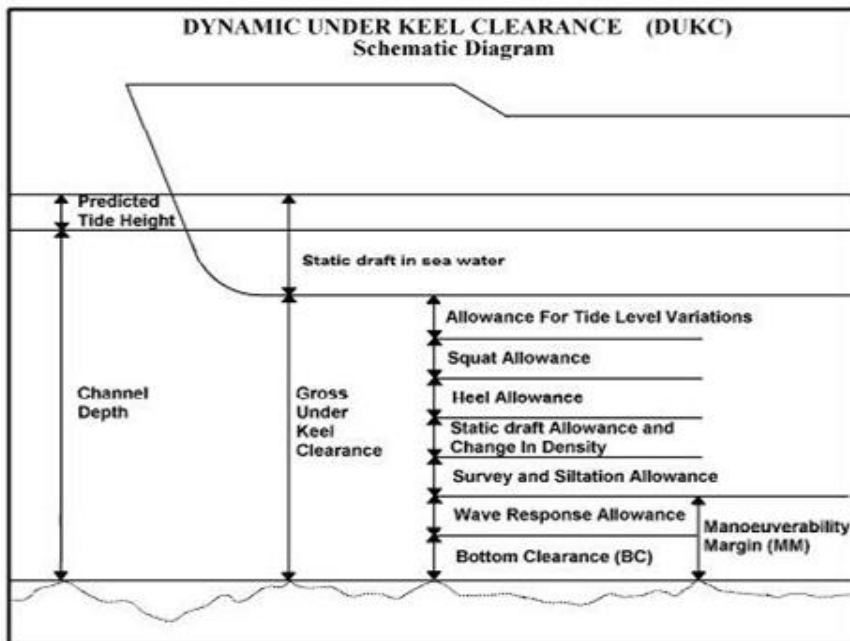 DYNAMIC UNDER KEEL CLEARANCE (DUKC)
Schematic Diagram
Predicted
Tide Height
Static draft in sea water
Allowance For Tide Level Variations
Squat Allowance
Heel Allowance
Channel
Depth
Gross
Under
Keel
Clearance
Static draft Allowance and
Change In Density
Survey and Siltation Allowance
Wave Response Allowance
Manoeuverability
Margin (MM)
Bottom Clearance (BC)